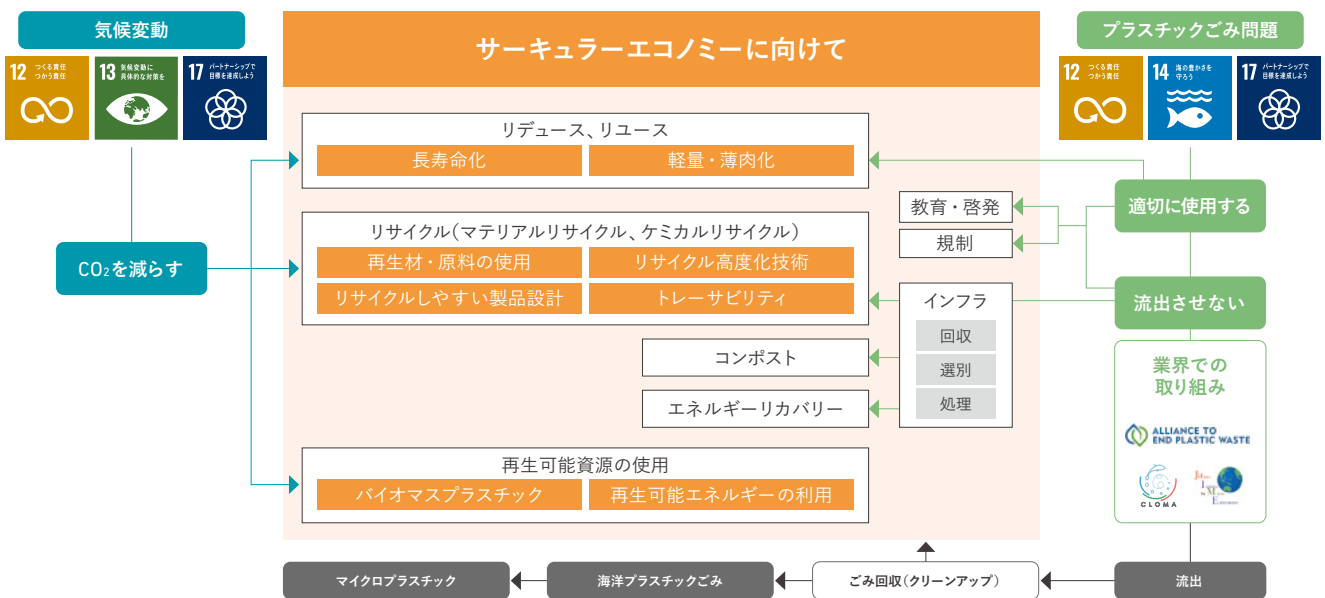 気候変動
12 つくる責任
つかう責任
13 気候変動に
具体的な対策を
17 パートナーシップで
目標を達成しよう
CO₂を減らす
サーキュラーエコノミーに向けて
リデュース、リユース
長寿命化
軽量・薄肉化
リサイクル（マテリアルリサイクル、ケミカルリサイクル）
再生材・原料の使用
リサイクル高度化技術
リサイクルしやすい製品設計
トレーサビリティ
コンポスト
エネルギーリカバリー
再生可能資源の使用
バイオマスプラスチック
再生可能エネルギーの利用
教育・啓発
規制
インフラ
回収
選別
処理
プラスチックごみ問題
12 つくる責任
つかう責任
14 海の豊かさを
守ろう
17 パートナーシップで
目標を達成しよう
適切に使用する
流出させない
業界での
取り組み
ALLIANCE TO
END PLASTIC WASTE
CLOMA
マイクロプラスチック
海洋プラスチックごみ
ごみ回収（クリーンアップ）
流出